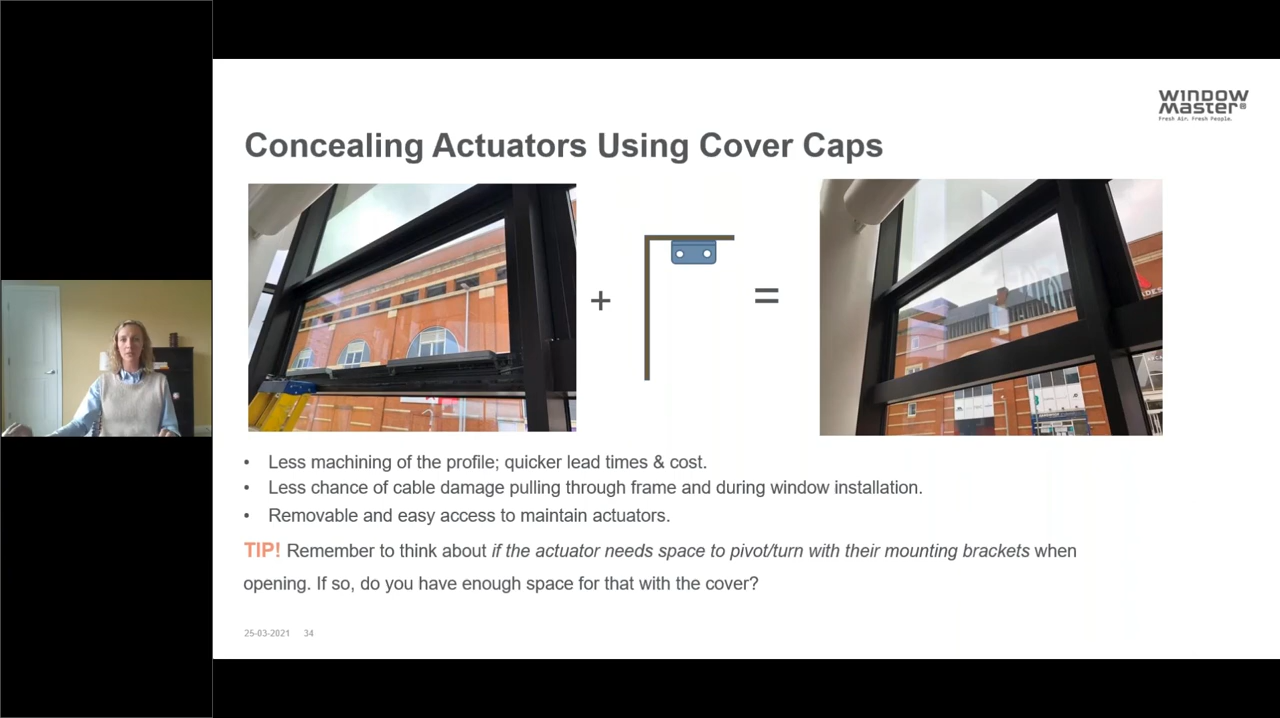 WINDOW
Master®
Fresh Air. Fresh People.
Concealing Actuators Using Cover Caps
+
=
• Less machining of the profile; quicker lead times & cost.
• Less chance of cable damage pulling through frame and during window installation.
• Removable and easy access to maintain actuators.
TIP! Remember to think about if the actuator needs space to pivot/turn with their mounting brackets when
opening. If so, do you have enough space for that with the cover?
25-03-2021 34